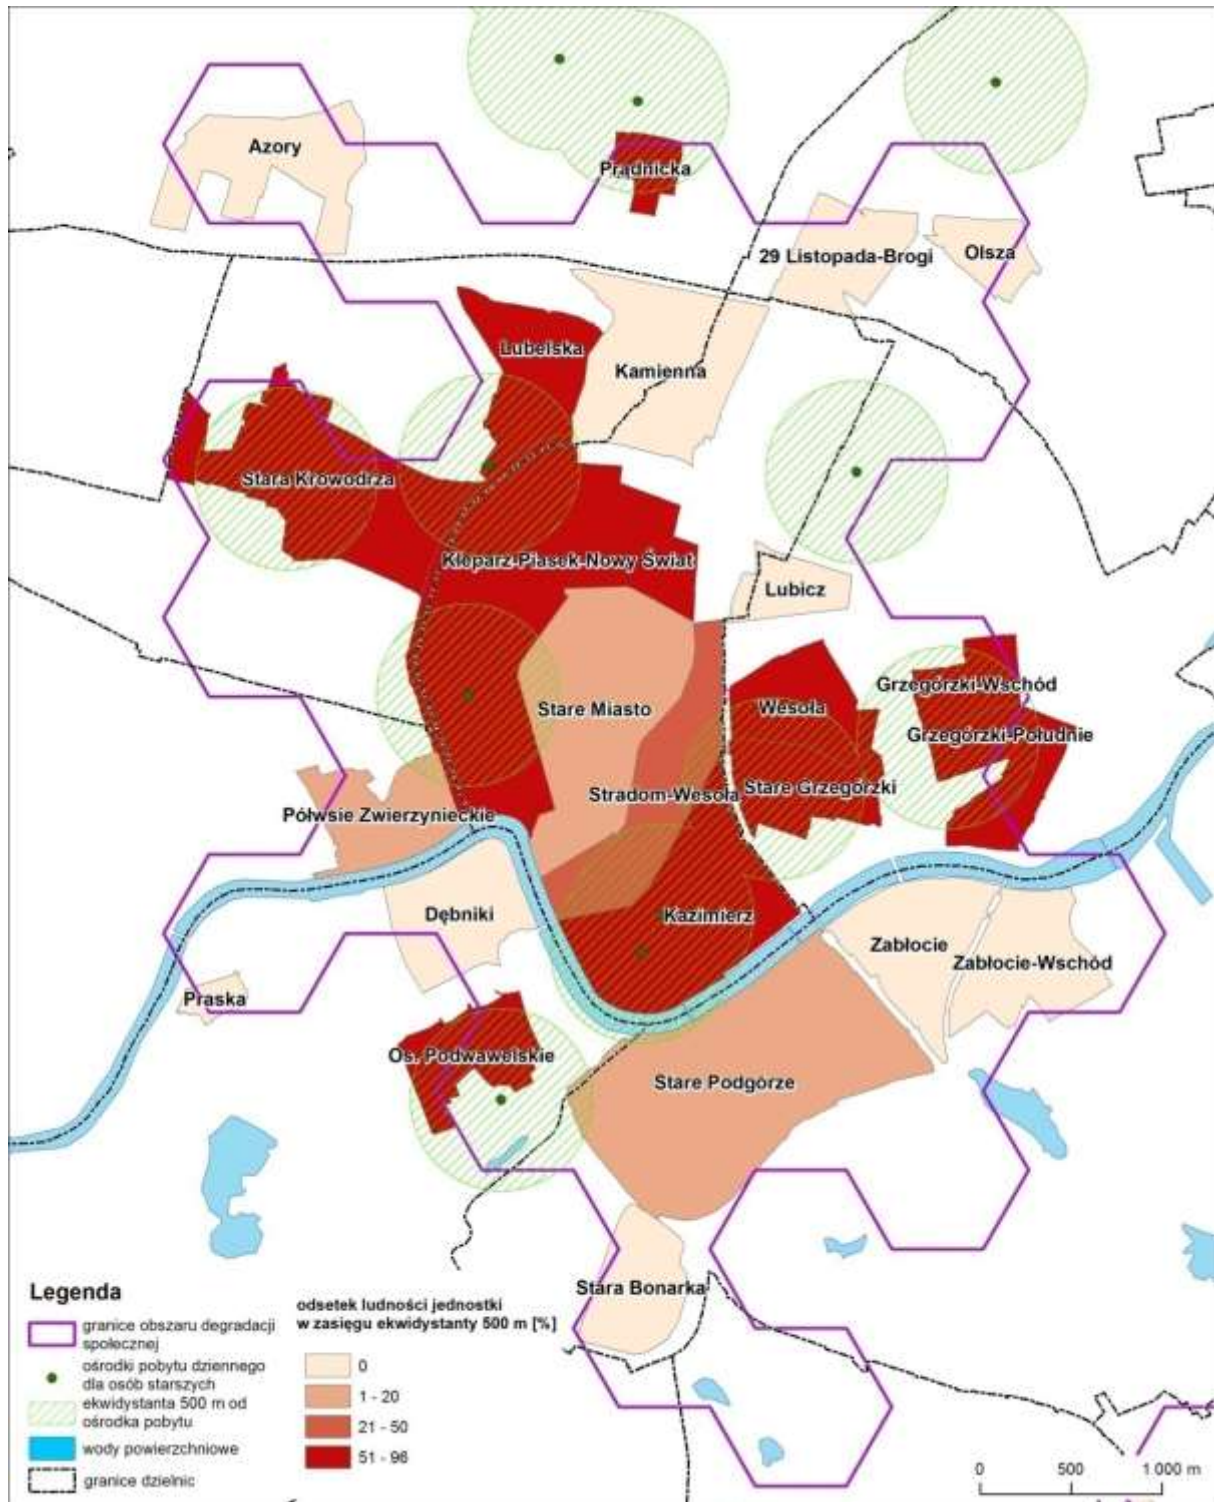 Azory
Prądnicka
29 Listopada-Brogi
Olsza
Lubelska
Kamienna
Stara Krowodrza
Kleparz-Piasek-Nowy Świat
Lubicz
Grzegórzki-Wschód
Wesoła
Stare Miasto
Grzegórzki-Południe
Stradom-Wesoła
Stare Grzegórzki
Półwsie Zwierzynieckie
Dębniki
Kazimierz
Zabłocie
Zabłocie-Wschód
Praska
Os. Podwawelskie
Stare Podgórze
Stara Bonarka
Legenda
granice obszaru degradacji
społecznej
ośrodki pobytu dziennego
dla osób starszych
ekwidystanta 500 m od
ośrodka pobytu
wody powierzchniowe
granice dzielnic
odsetek ludności jednostki
w zasięgu ekwidystanty 500 m [%]
0
1 - 20
21 - 50
51 - 96
0 500 1 000 m